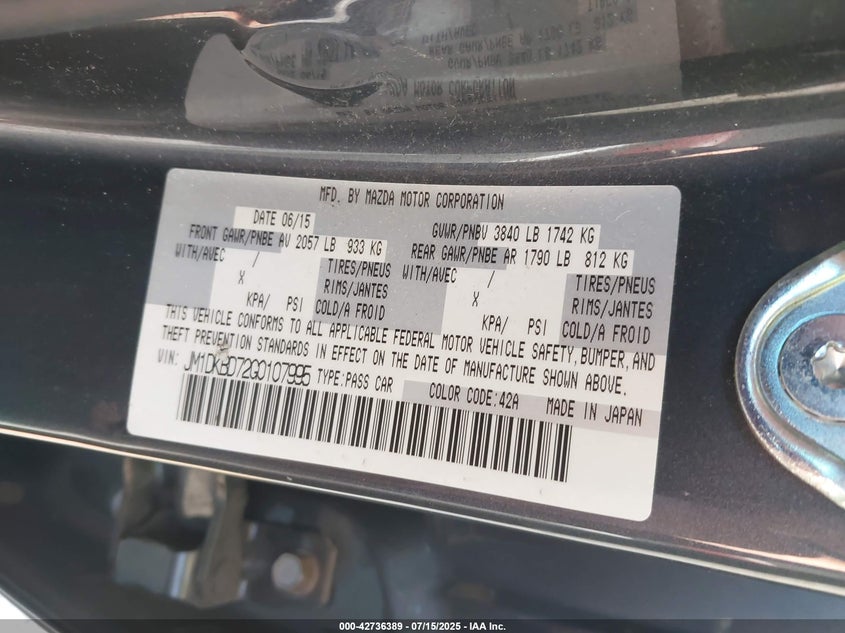 MFD. BY MAZDA MOTOR CORPORATION
DATE 06/15 GVWR/PNBV 3840 LB 1742 KG
FRONT GAWR/PNBE AV 2057 LB 933 KG REAR GAWR/PNBE AR 1790 LB 812 KG
WITH/AVEC / TIRES/PNEUS WITH/AVEC / TIRES/PNEUS
X RIMS/JANTES X RIMS/JANTES
KPA/ PSI COLD/A FROID KPA/ PSI COLD/A FROID
THIS VEHICLE CONFORMS TO ALL APPLICABLE FEDERAL MOTOR VEHICLE SAFETY, BUMPER, AND
THEFT PREVENTION STANDARDS IN EFFECT ON THE DATE OF MANUFACTURE SHOWN ABOVE.
VIN: JM1DKBD72G0107995 TYPE:PASS CAR COLOR CODE:42A MADE IN JAPAN
000-42736389 - 07/15/2025 - IAA Inc.